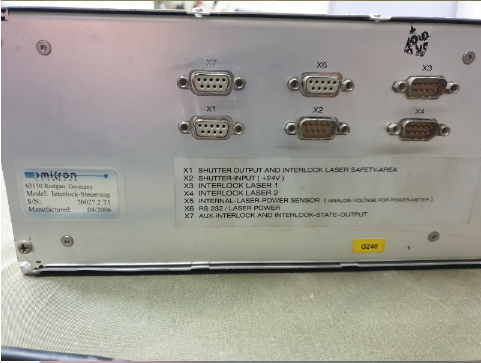 X7
X6
X3
X1
X2
X4
omikron
63110 Rodgau, Germany
Model: Interlock-Steuerung
S/N:
Manufactured: 04/2006
X1 SHUTTER OUTPUT AND INTERLOCK LASER SAFETY-AREA
X2 SHUTTER-INPUT (+24V)
X3 INTERLOCK LASER 1
X4 INTERLOCK LASER 2
X5 INTERNAL-LASER-POWER SENSOR ( ANALOG VOLTAGE FOR POWER-METER )
X6 RS 232 / LASER POWER
X7 AUX-INTERLOCK AND INTERLOCK-STATE-OUTPUT
G240